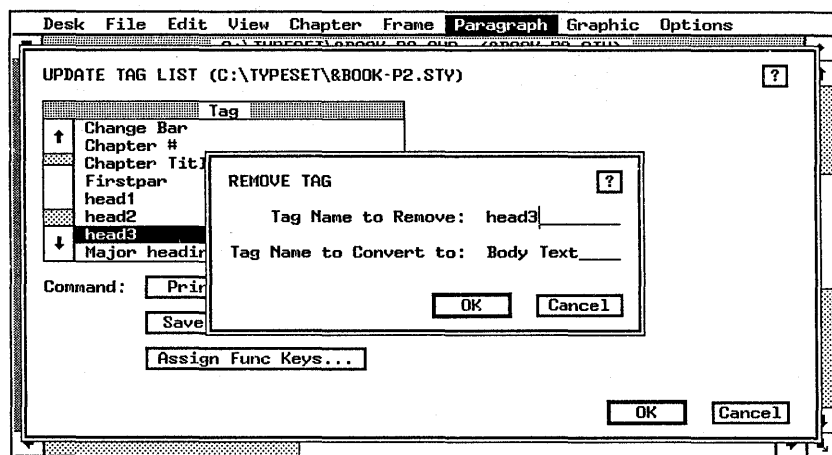 Desk File Edit View Chapter Frame Paragraph Graphic Options
UPDATE TAG LIST (C:\TYPESET\&BOOK-P2.STY)
?
Tag
Change Bar
Chapter #
Chapter Titl
Firstpar
head1
head2
head3
Major headin
Command:
Prin
Save
Assign Func Keys...
OK Cancel
REMOVE TAG
?
Tag Name to Remove: head3
Tag Name to Convert to: Body Text
OK Cancel